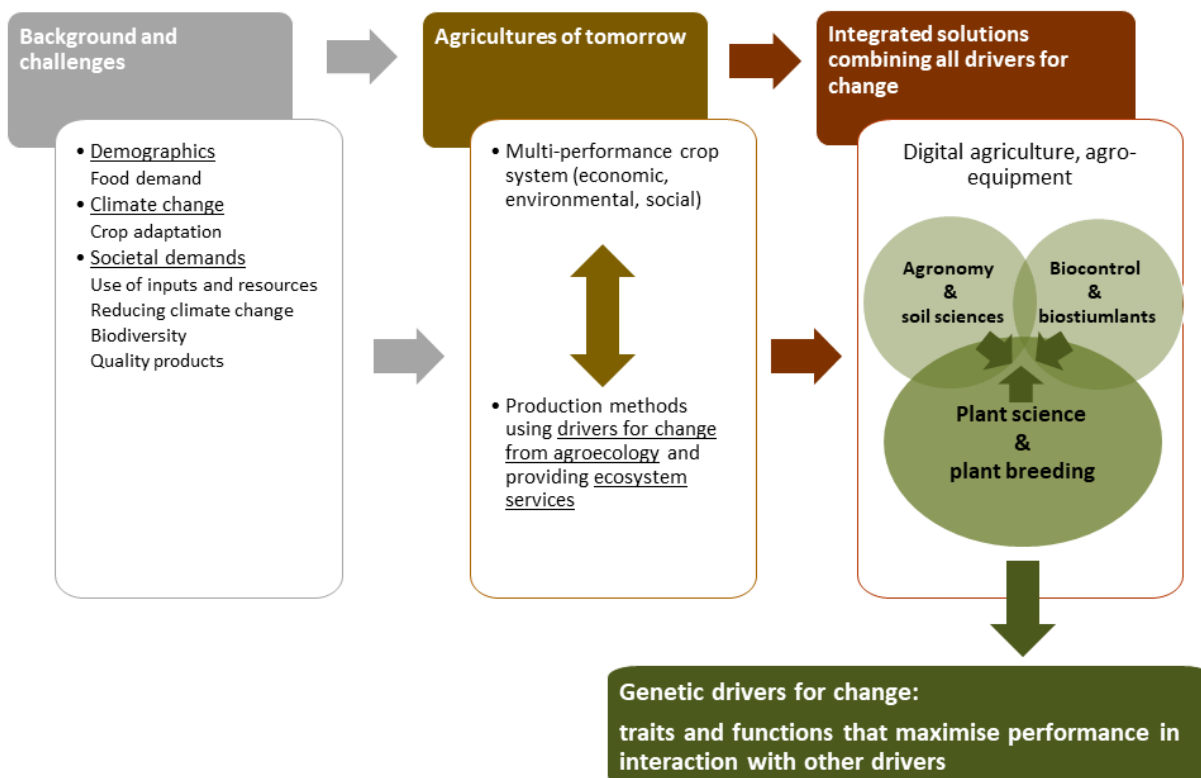 Background and
challenges
• Demographics
Food demand
• Climate change
Crop adaptation
• Societal demands
Use of inputs and resources
Reducing climate change
Biodiversity
Quality products
Agricultures of tomorrow
• Multi-performance crop
system (economic,
environmental, social)
• Production methods
using drivers for change
from agroecology and
providing ecosystem
services
Integrated solutions
combining all drivers for
change
Digital agriculture, agro-
equipment
Agronomy
&
soil sciences
Biocontrol
&
biostiumlants
Plant science
&
plant breeding
Genetic drivers for change:
traits and functions that maximise performance in
interaction with other drivers